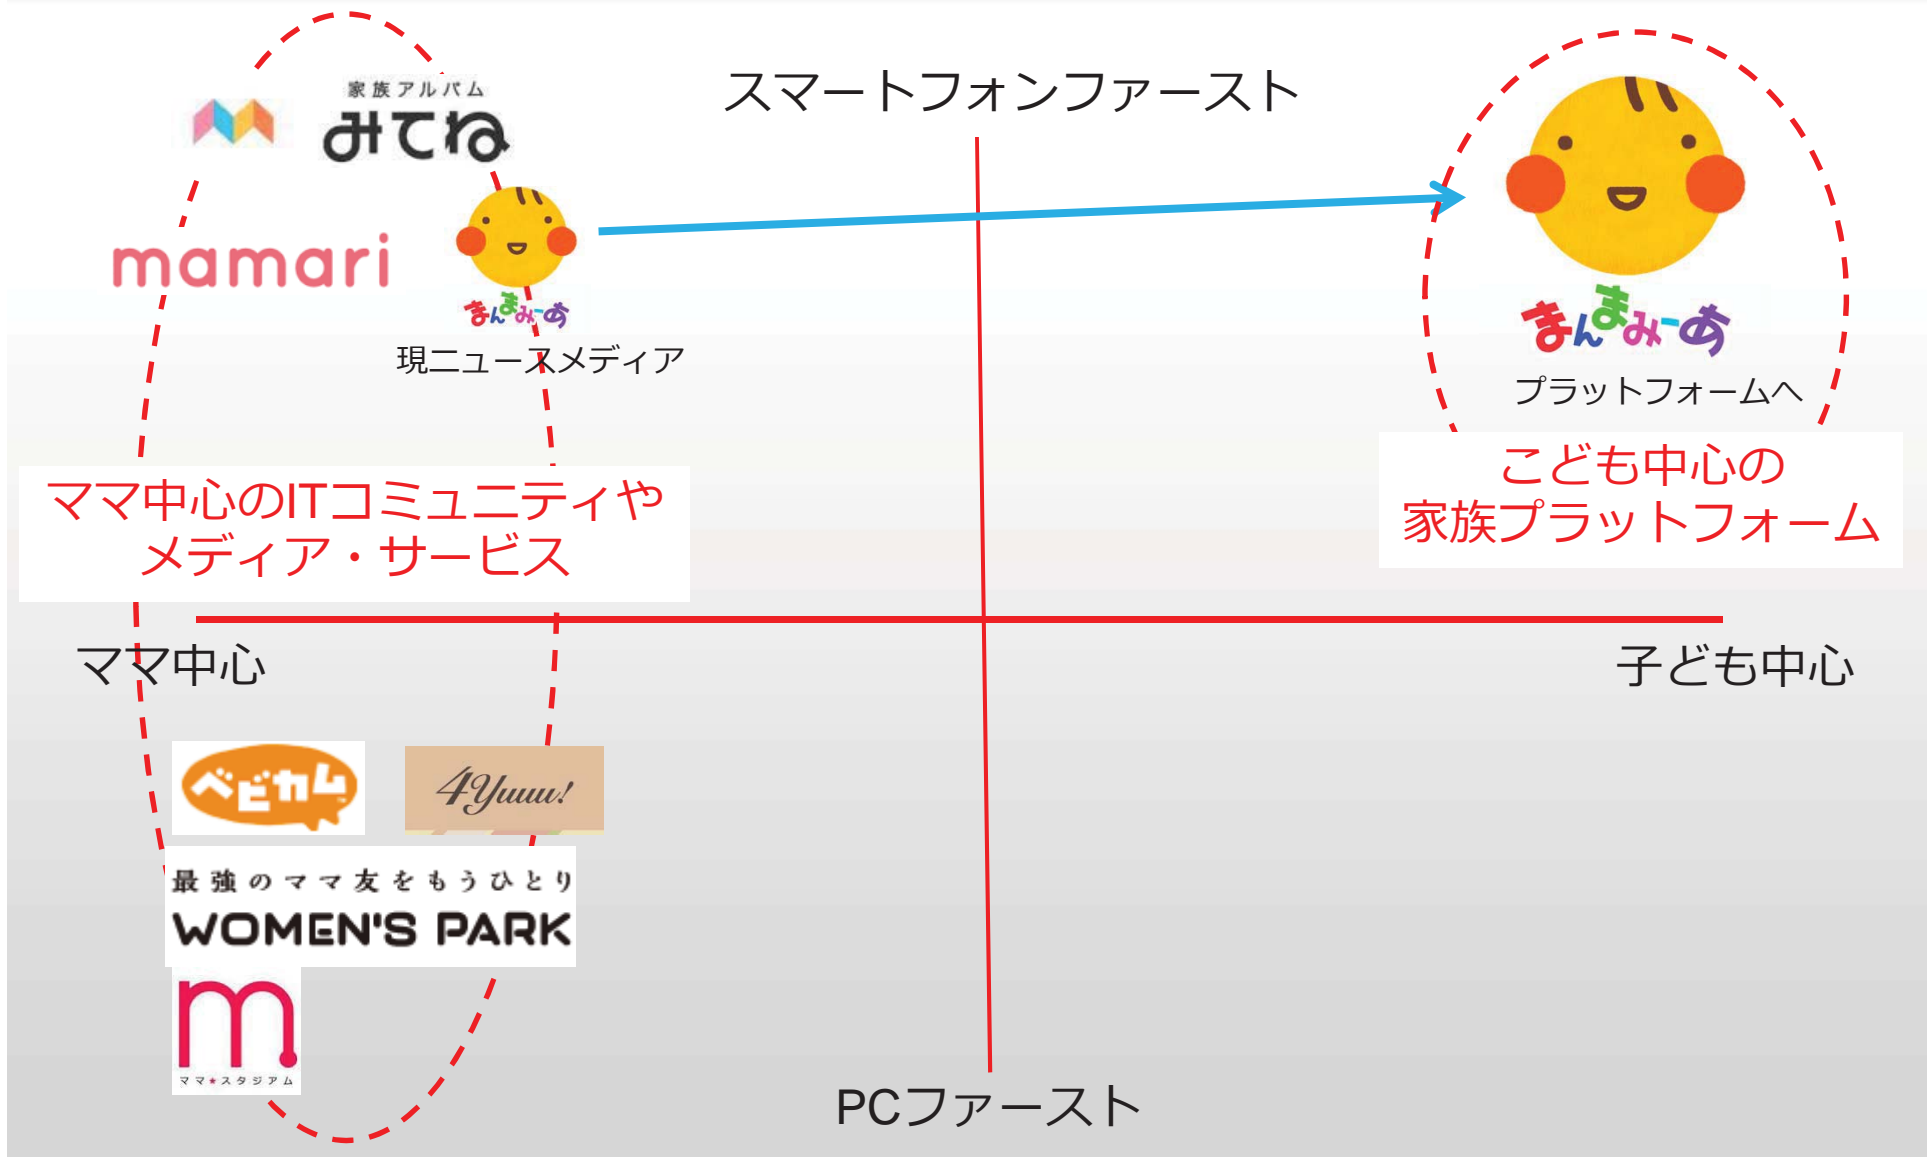 家族アルバム
みてね
mamari
まんまみーあ
現ニュースメディア
スマートフォンファースト
まんまみーあ
プラットフォームへ
ママ中心のITコミュニティや
メディア・サービス
こども中心の
家族プラットフォーム
ママ中心
子ども中心
ベビカム
4yuuu!
最強のママ友をもうひとり
WOMEN'S PARK
m
ママ★スタジアム
PCファースト